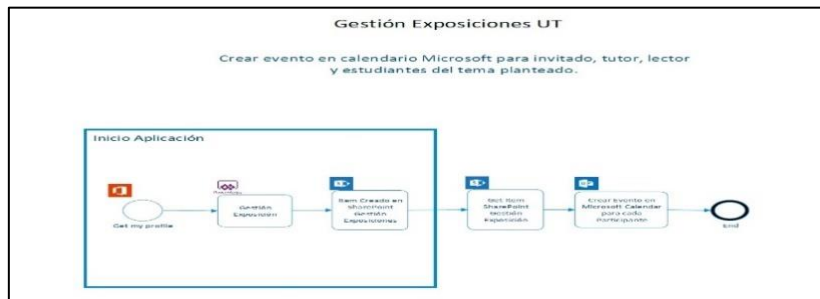 Gestión Exposiciones UT
Crear evento en calendario Microsoft para invitado, tutor, lector
y estudiantes del tema planteado.
Inicio Aplicación
Get my profile
Gestión
Exposición
Item Creado en
sharepoint
Gestión
Exposiciones
Get Item
SharePoint
Gestión
Exposición
Crear Evento en
Microsoft Calendar
para cada
Participante
End